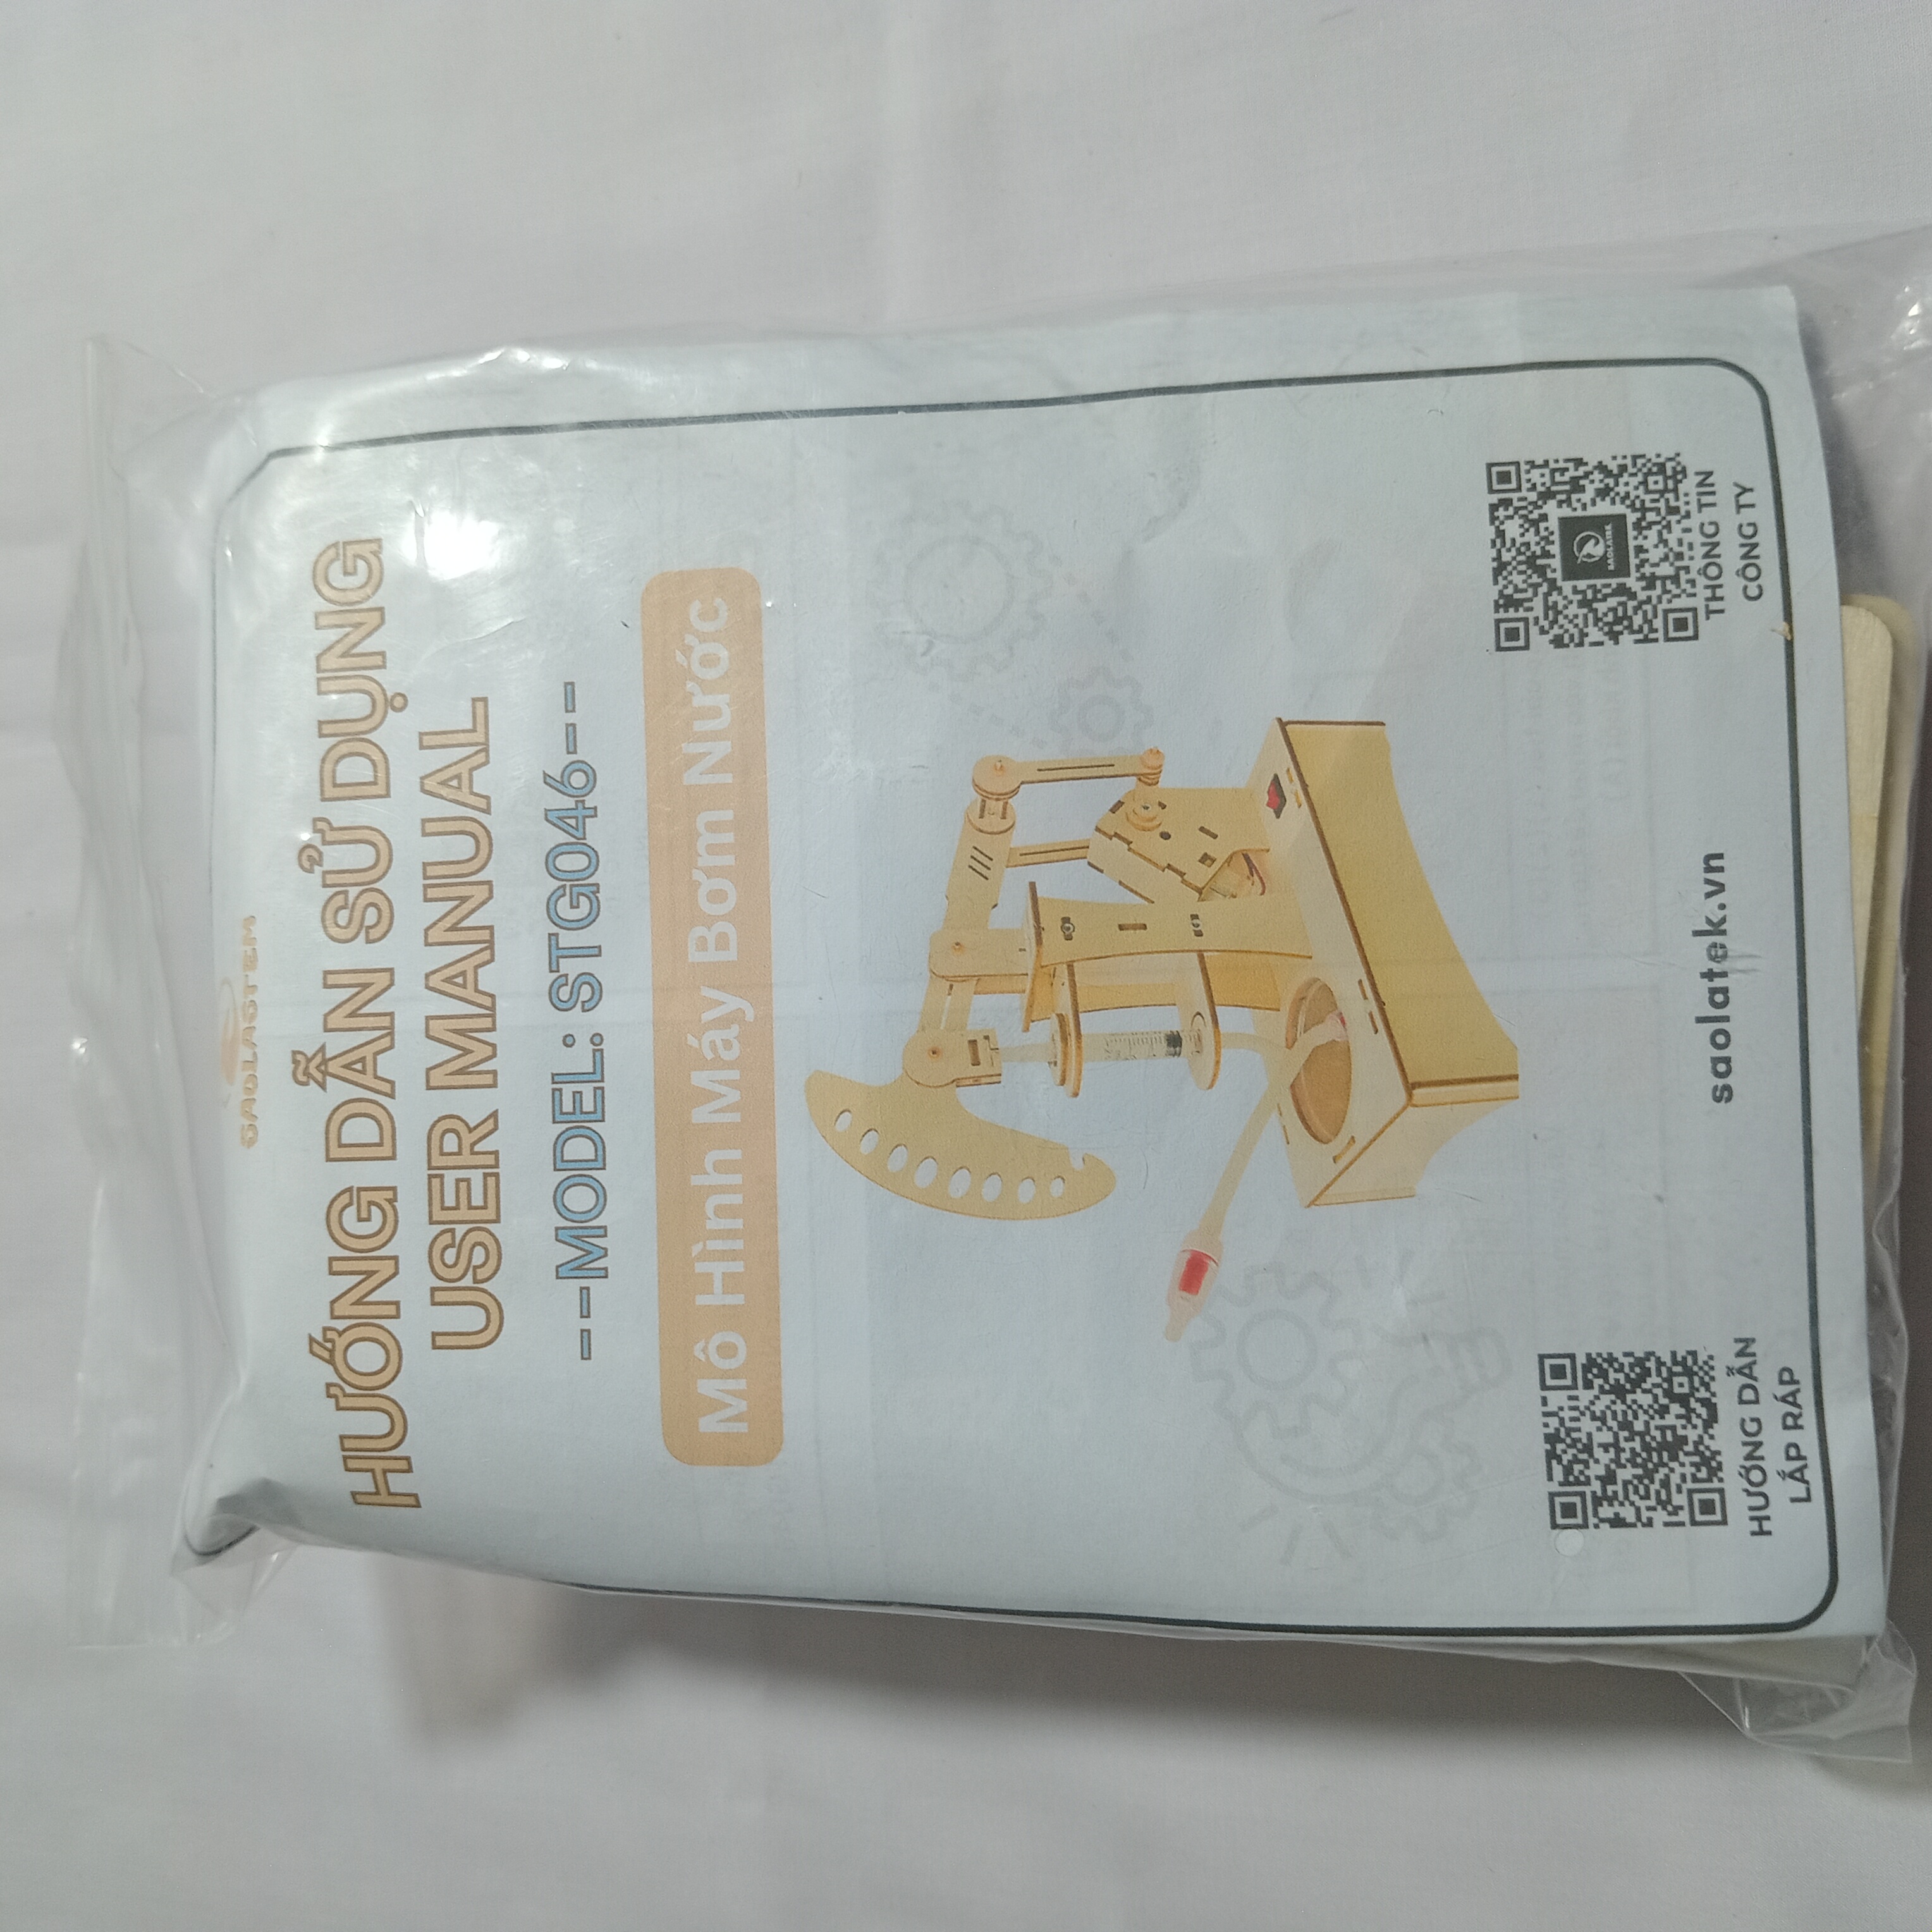 SAOLASTEM
HƯỚNG DẪN SỬ DỤNG
USER MANUAL
--MODEL: STG046--
Mô Hình Máy Bơm Nước
HƯỚNG DẪN
LẮP RÁP
saolatek.vn
SAOLATEK
THÔNG TIN
CÔNG TY